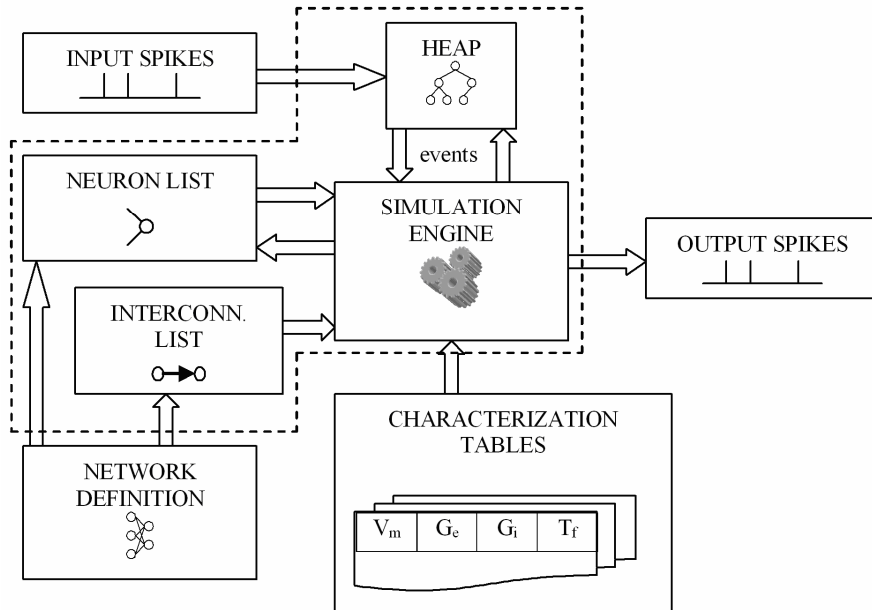 INPUT SPIKES
HEAP
events
NEURON LIST
SIMULATION
ENGINE
OUTPUT SPIKES
INTERCONN.
LIST
NETWORK
DEFINITION
CHARACTERIZATION
TABLES
Vm Ge Gi Tf